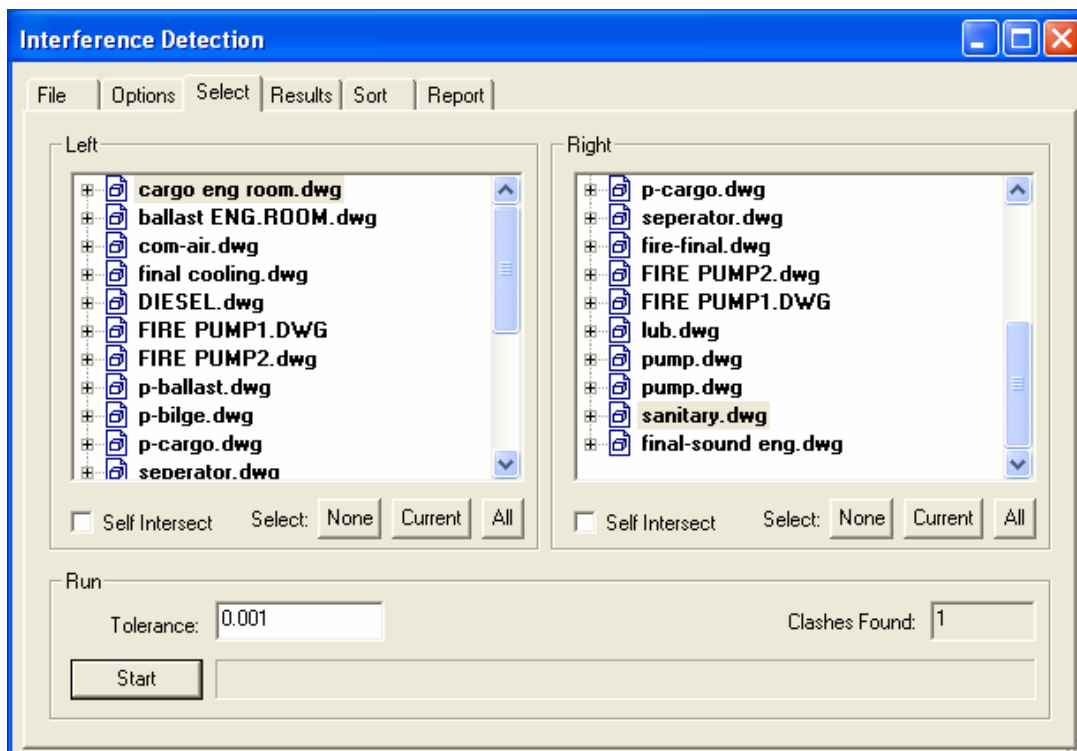 Interference Detection
File Options Select Results Sort Report
Left
cargo eng room.dwg
ballast ENG.ROOM.dwg
com-air.dwg
final cooling.dwg
DIESEL.dwg
FIRE PUMP1.DWG
FIRE PUMP2.dwg
p-ballast.dwg
p-bilge.dwg
p-cargo.dwg
seperator.dwg
Self Intersect Select: None Current All
Right
p-cargo.dwg
seperator.dwg
fire-final.dwg
FIRE PUMP2.dwg
FIRE PUMP1.DWG
lub.dwg
pump.dwg
pump.dwg
sanitary.dwg
final-sound eng.dwg
Self Intersect Select: None Current All
Run
Tolerance: 0.001 Clashes Found: 1
Start